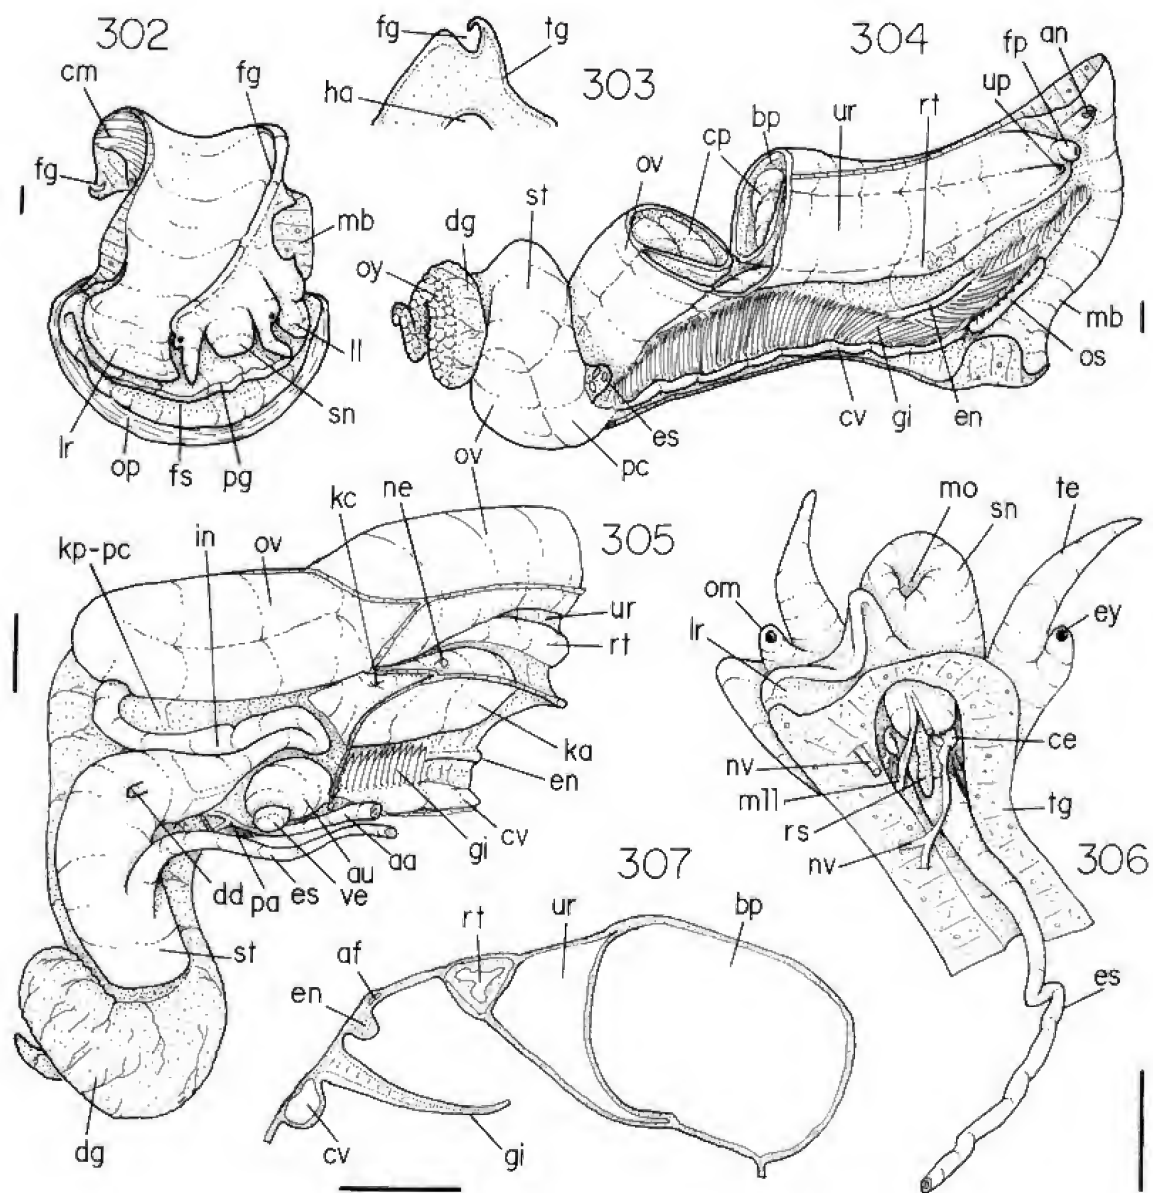 302
cm
fg
fg
mb
ll
sn
lr
op
fs
pg
fg
tg
303
ha
304
fp
an
up
bp
ur
rt
cp
ov
st
dg
oy
mb
os
en
gi
cv
es
pc
ov
305
kc
ne
in
ov
kp-pc
ur
rt
ka
en
cv
gi
aa
au
ve
es
pa
dd
st
dg
mo
sn
te
om
ey
lr
nv
ce
mll
rs
tg
nv
306
es
307
rt
ur
bp
af
en
cv
gi